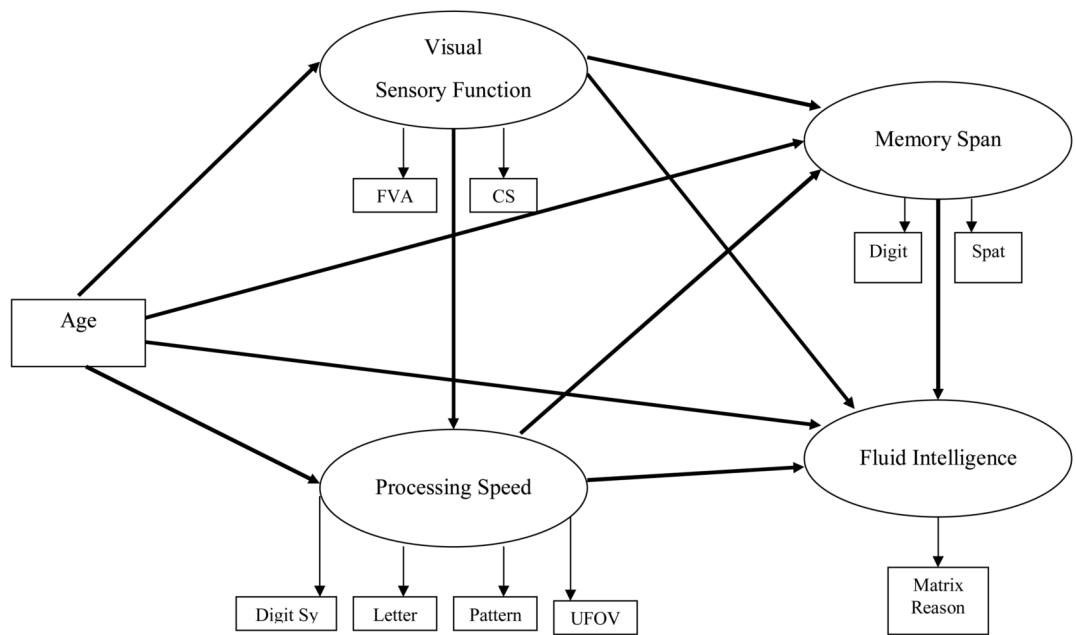 Visual
Sensory Function
Memory Span
FVA
CS
Digit
Spat
Age
Fluid Intelligence
Processing Speed
Matrix
Reason
Digit Sy
Letter
Pattern
UFOV